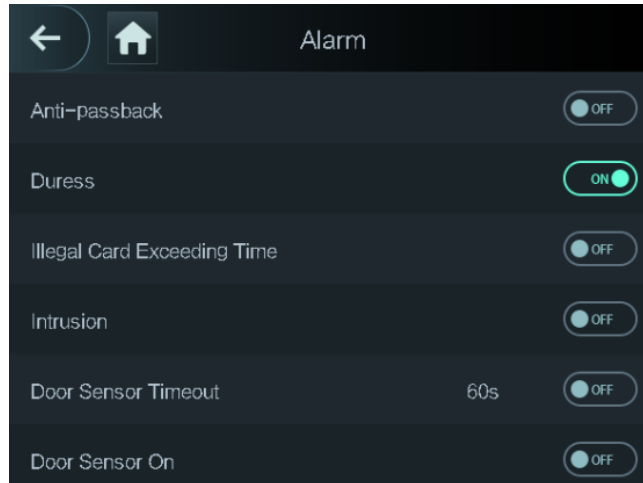 Alarm
Anti-passback OFF
Duress ON
Illegal Card Exceeding Time OFF
Intrusion OFF
Door Sensor Timeout 60s OFF
Door Sensor On OFF